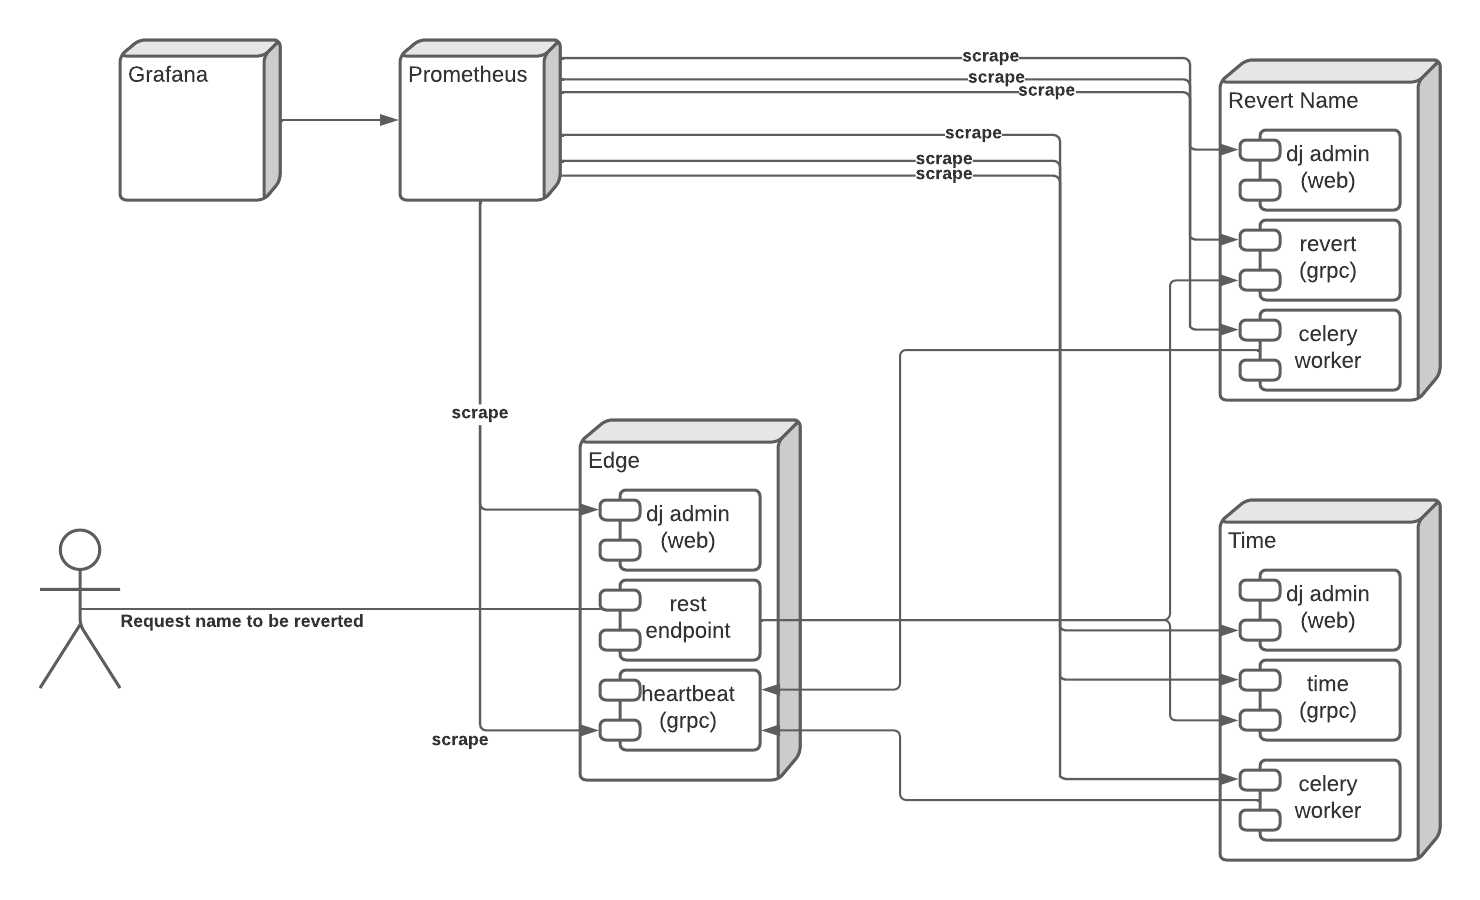 Grafana
Prometheus
scrape
scrape
scrape
scrape
scrape
scrape
Revert Name
dj admin
(web)
revert
(grpc)
celery
worker
scrape
Edge
dj admin
(web)
rest
endpoint
heartbeat
(grpc)
scrape
Request name to be reverted
Time
dj admin
(web)
time
(grpc)
celery
worker